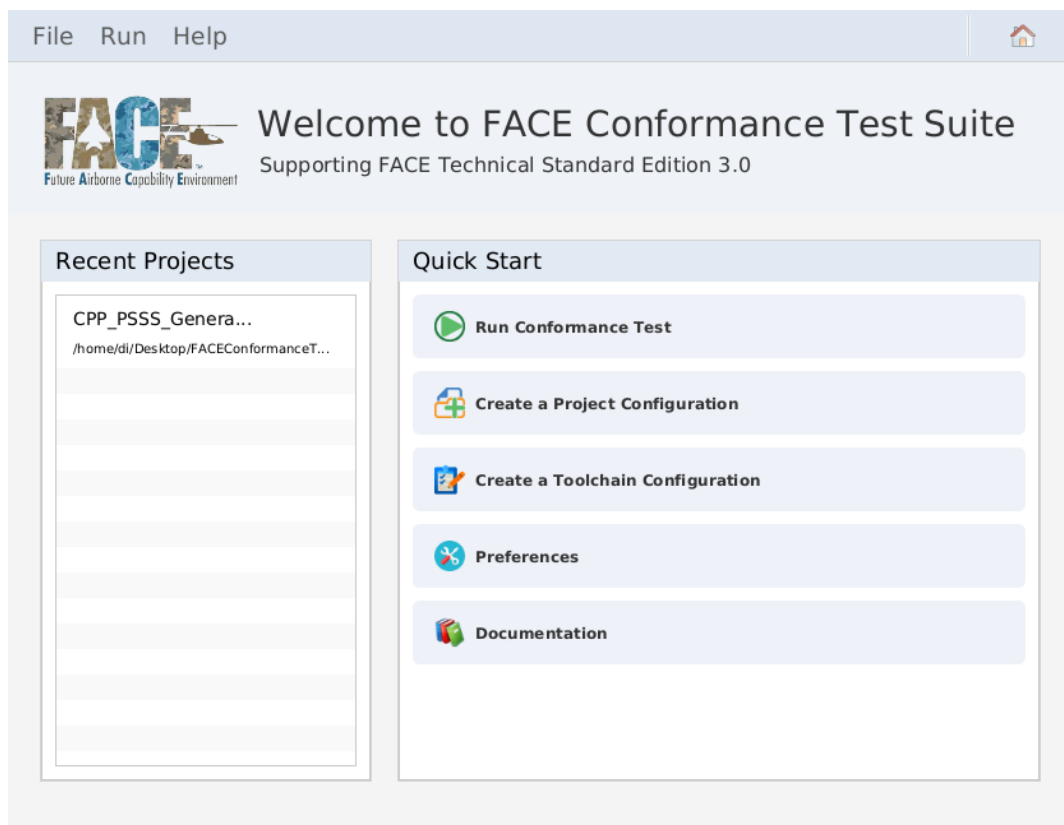 File Run Help
FACE™
Future Airborne Capability Environment
Welcome to FACE Conformance Test Suite
Supporting FACE Technical Standard Edition 3.0
Recent Projects
CPP_PSSS_Genera...
/home/di/Desktop/FACEConformanceT...
Quick Start
Run Conformance Test
Create a Project Configuration
Create a Toolchain Configuration
Preferences
Documentation